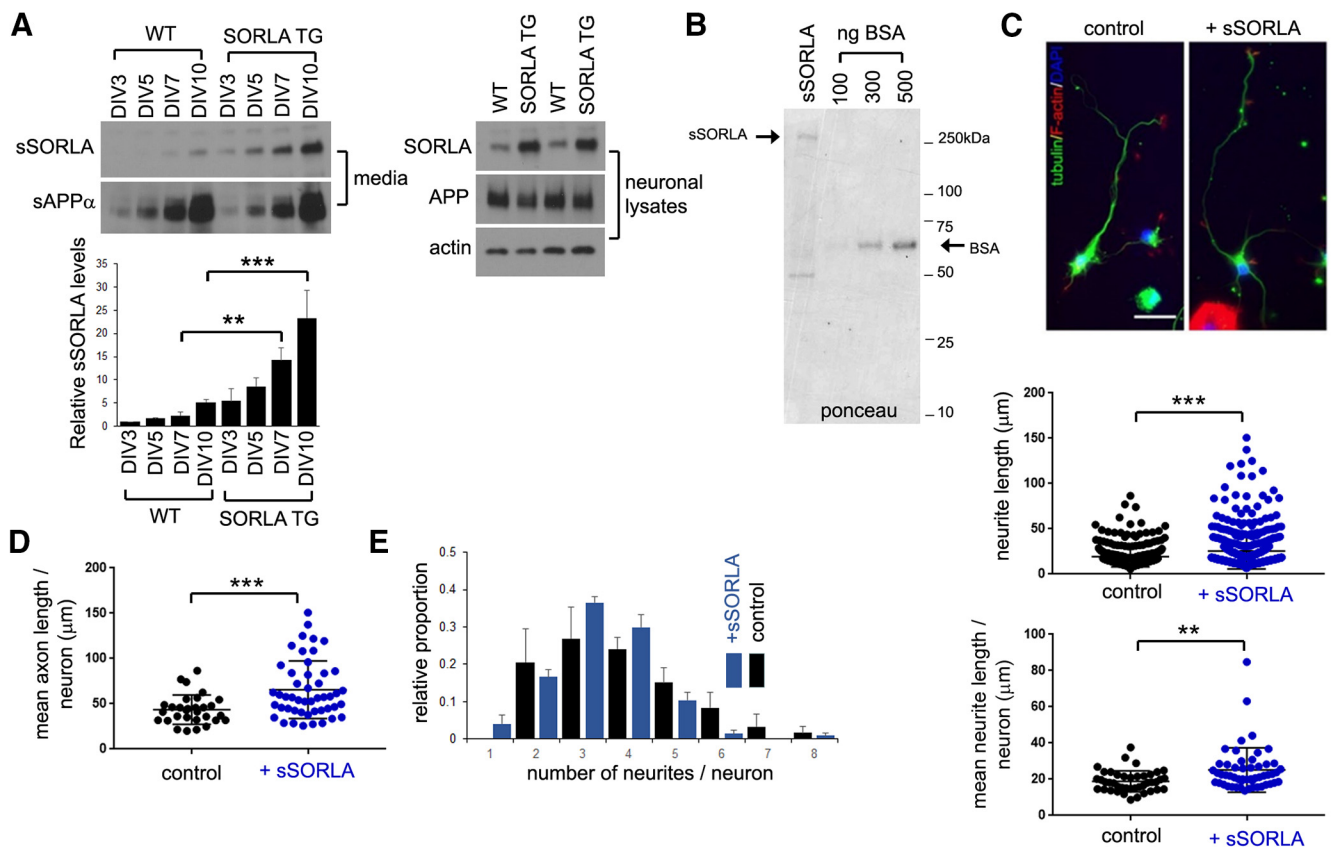 A
WT
SORLA TG
DIV3
DIV5
DIV7
DIV10
DIV3
DIV5
DIV7
DIV10
sSORLA
sAPPα
media
WT
SORLA TG
WT
SORLA TG
SORLA
APP
actin
neuronal
lysates
Relative sSORLA levels
35
30
25
20
15
10
5
0
***
**
DIV3
DIV5
DIV7
DIV10
DIV3
DIV5
DIV7
DIV10
WT
SORLA TG
B
sSORLA
ng BSA
100
300
500
sSORLA
250kDa
100
75
BSA
50
25
10
ponceau
C
control
+ sSORLA
tubulin/F-actin/DAPI
neurite length (μm)
200
150
100
50
0
***
control
+ sSORLA
mean neurite length /
neuron (μm)
100
80
60
40
20
0
**
control
+ sSORLA
D
mean axon length /
neuron (μm)
200
150
100
50
0
***
control
+ sSORLA
E
relative proportion
0.5
0.4
0.3
0.2
0.1
0
+sSORLA
control
1 2 3 4 5 6 7 8
number of neurites / neuron